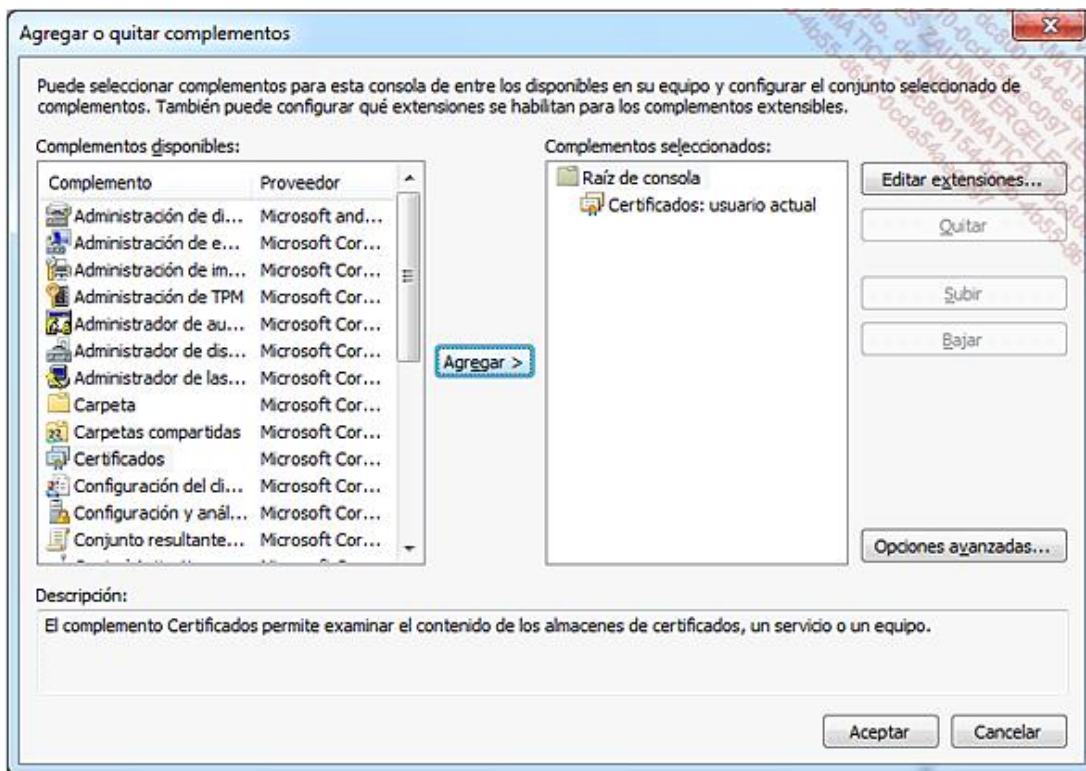 Agregar o quitar complementos
Puede seleccionar complementos para esta consola de entre los disponibles en su equipo y configurar el conjunto seleccionado de
complementos. También puede configurar qué extensiones se habilitan para los complementos extensibles.
Complementos disponibles:
Complemento Proveedor
Administración de di... Microsoft and...
Administración de e... Microsoft Cor...
Administración de im... Microsoft Cor...
Administración de TPM Microsoft Cor...
Administrador de au... Microsoft Cor...
Administrador de dis... Microsoft Cor...
Administrador de las... Microsoft Cor...
Carpeta Microsoft Cor...
Carpetas compartidas Microsoft Cor...
Certificados Microsoft Cor...
Configuración del cli... Microsoft Cor...
Configuración y anál... Microsoft Cor...
Conjunto resultante... Microsoft Cor...
Agregar >
Complementos seleccionados:
Raíz de consola
Certificados: usuario actual
Editar extensiones...
Quitar
Subir
Bajar
Opciones avanzadas...
Descripción:
El complemento Certificados permite examinar el contenido de los almacenes de certificados, un servicio o un equipo.
Aceptar
Cancelar